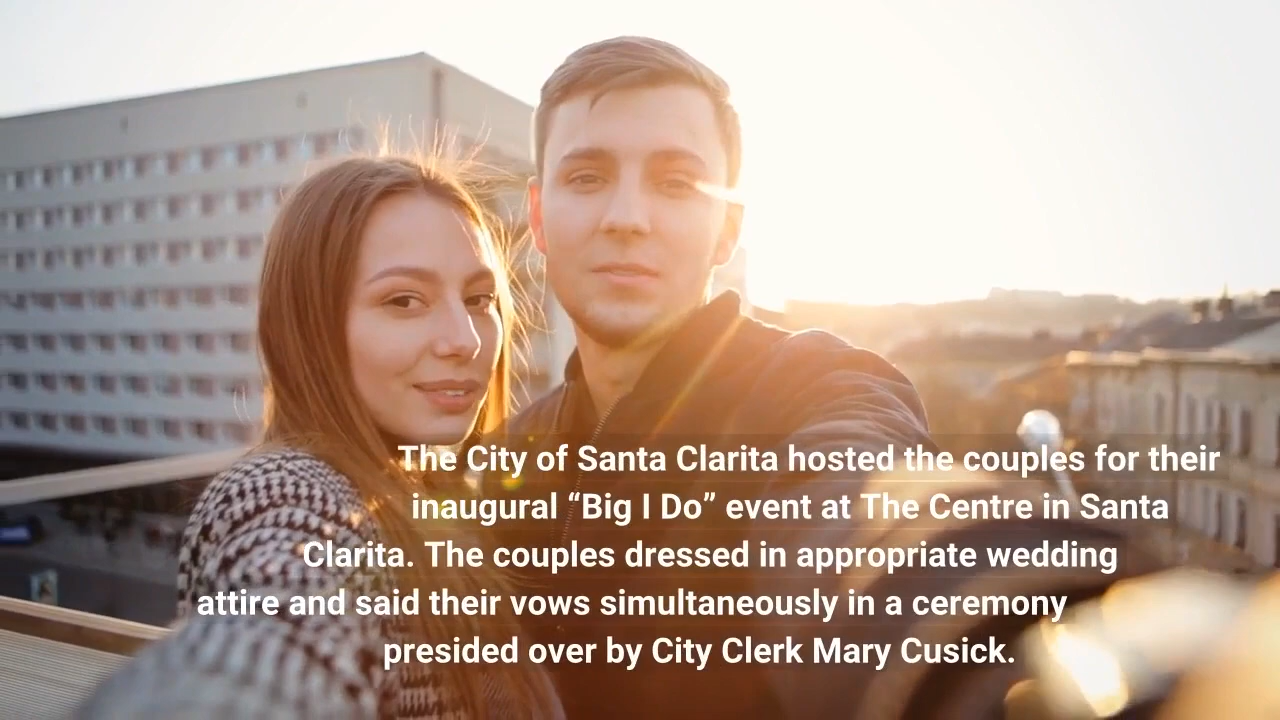 The City of Santa Clarita hosted the couples for their
inaugural “Big I Do” event at The Centre in Santa
Clarita. The couples dressed in appropriate wedding
attire and said their vows simultaneously in a ceremony
presided over by City Clerk Mary Cusick.